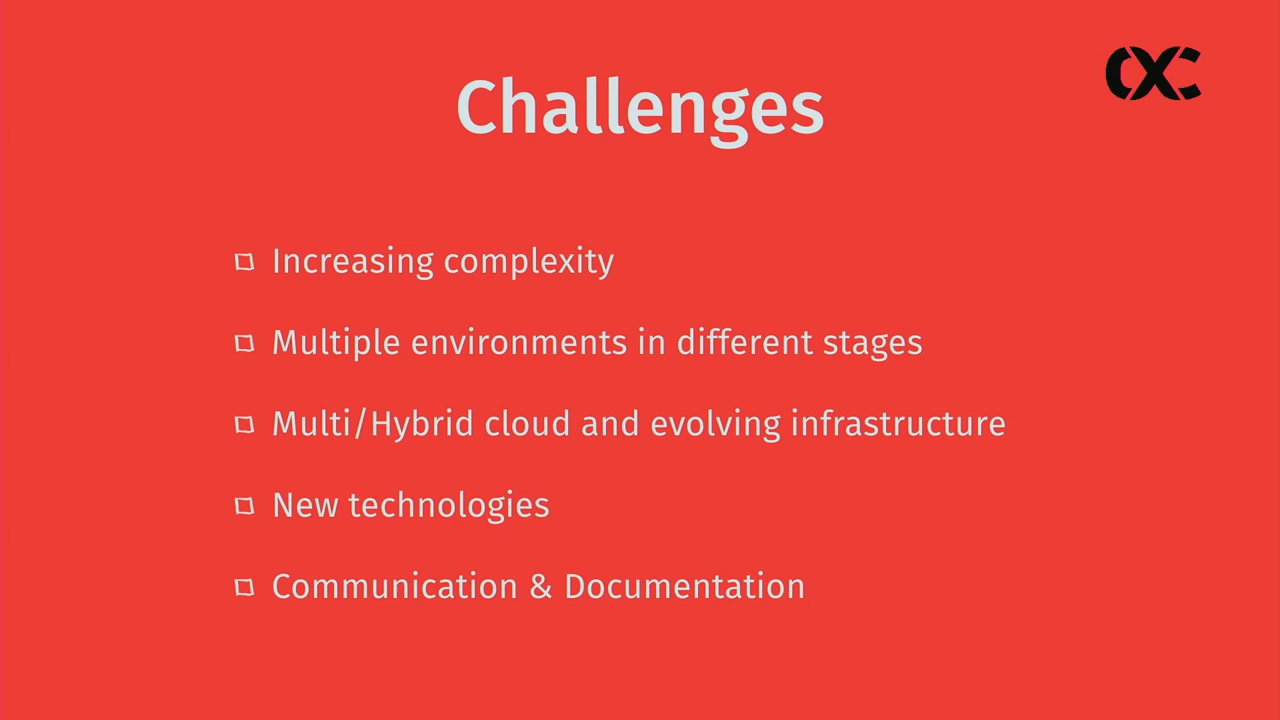 Challenges
Increasing complexity
Multiple environments in different stages
Multi/Hybrid cloud and evolving infrastructure
New technologies
Communication & Documentation